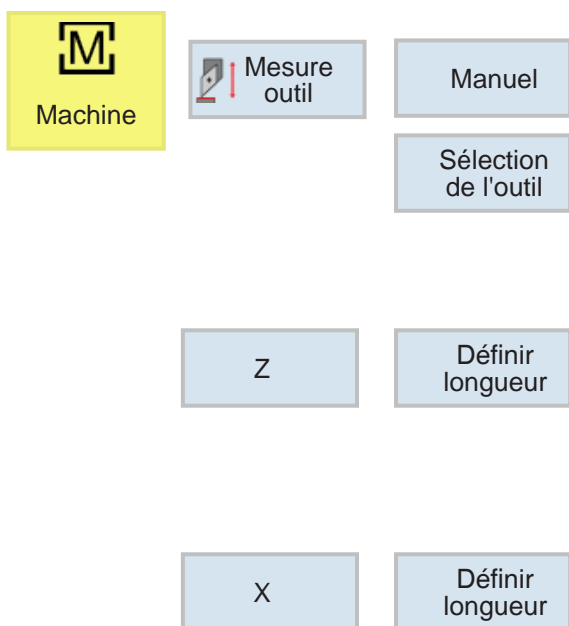 M
Machine
Mesure
outil
Manuel
Sélection
de l'outil
Z
Définir
longueur
X
Définir
longueur